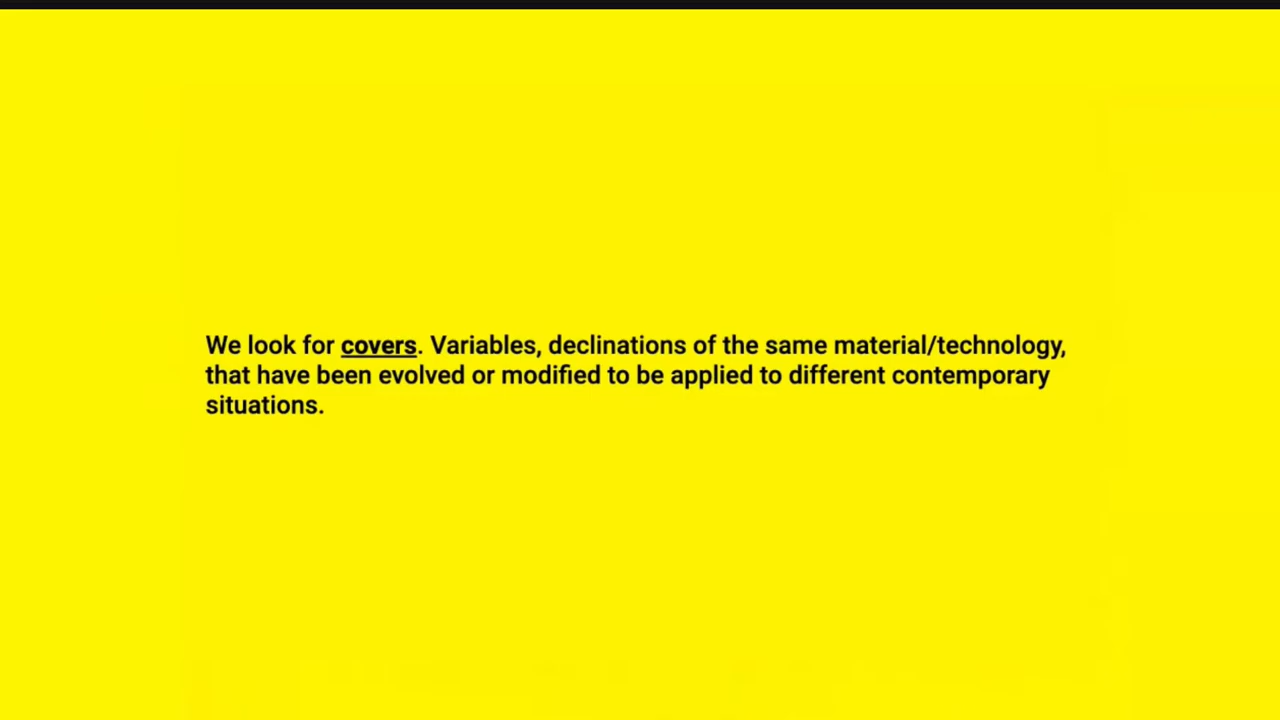 We look for covers. Variables, declinations of the same material/technology,
that have been evolved or modified to be applied to different contemporary
situations.